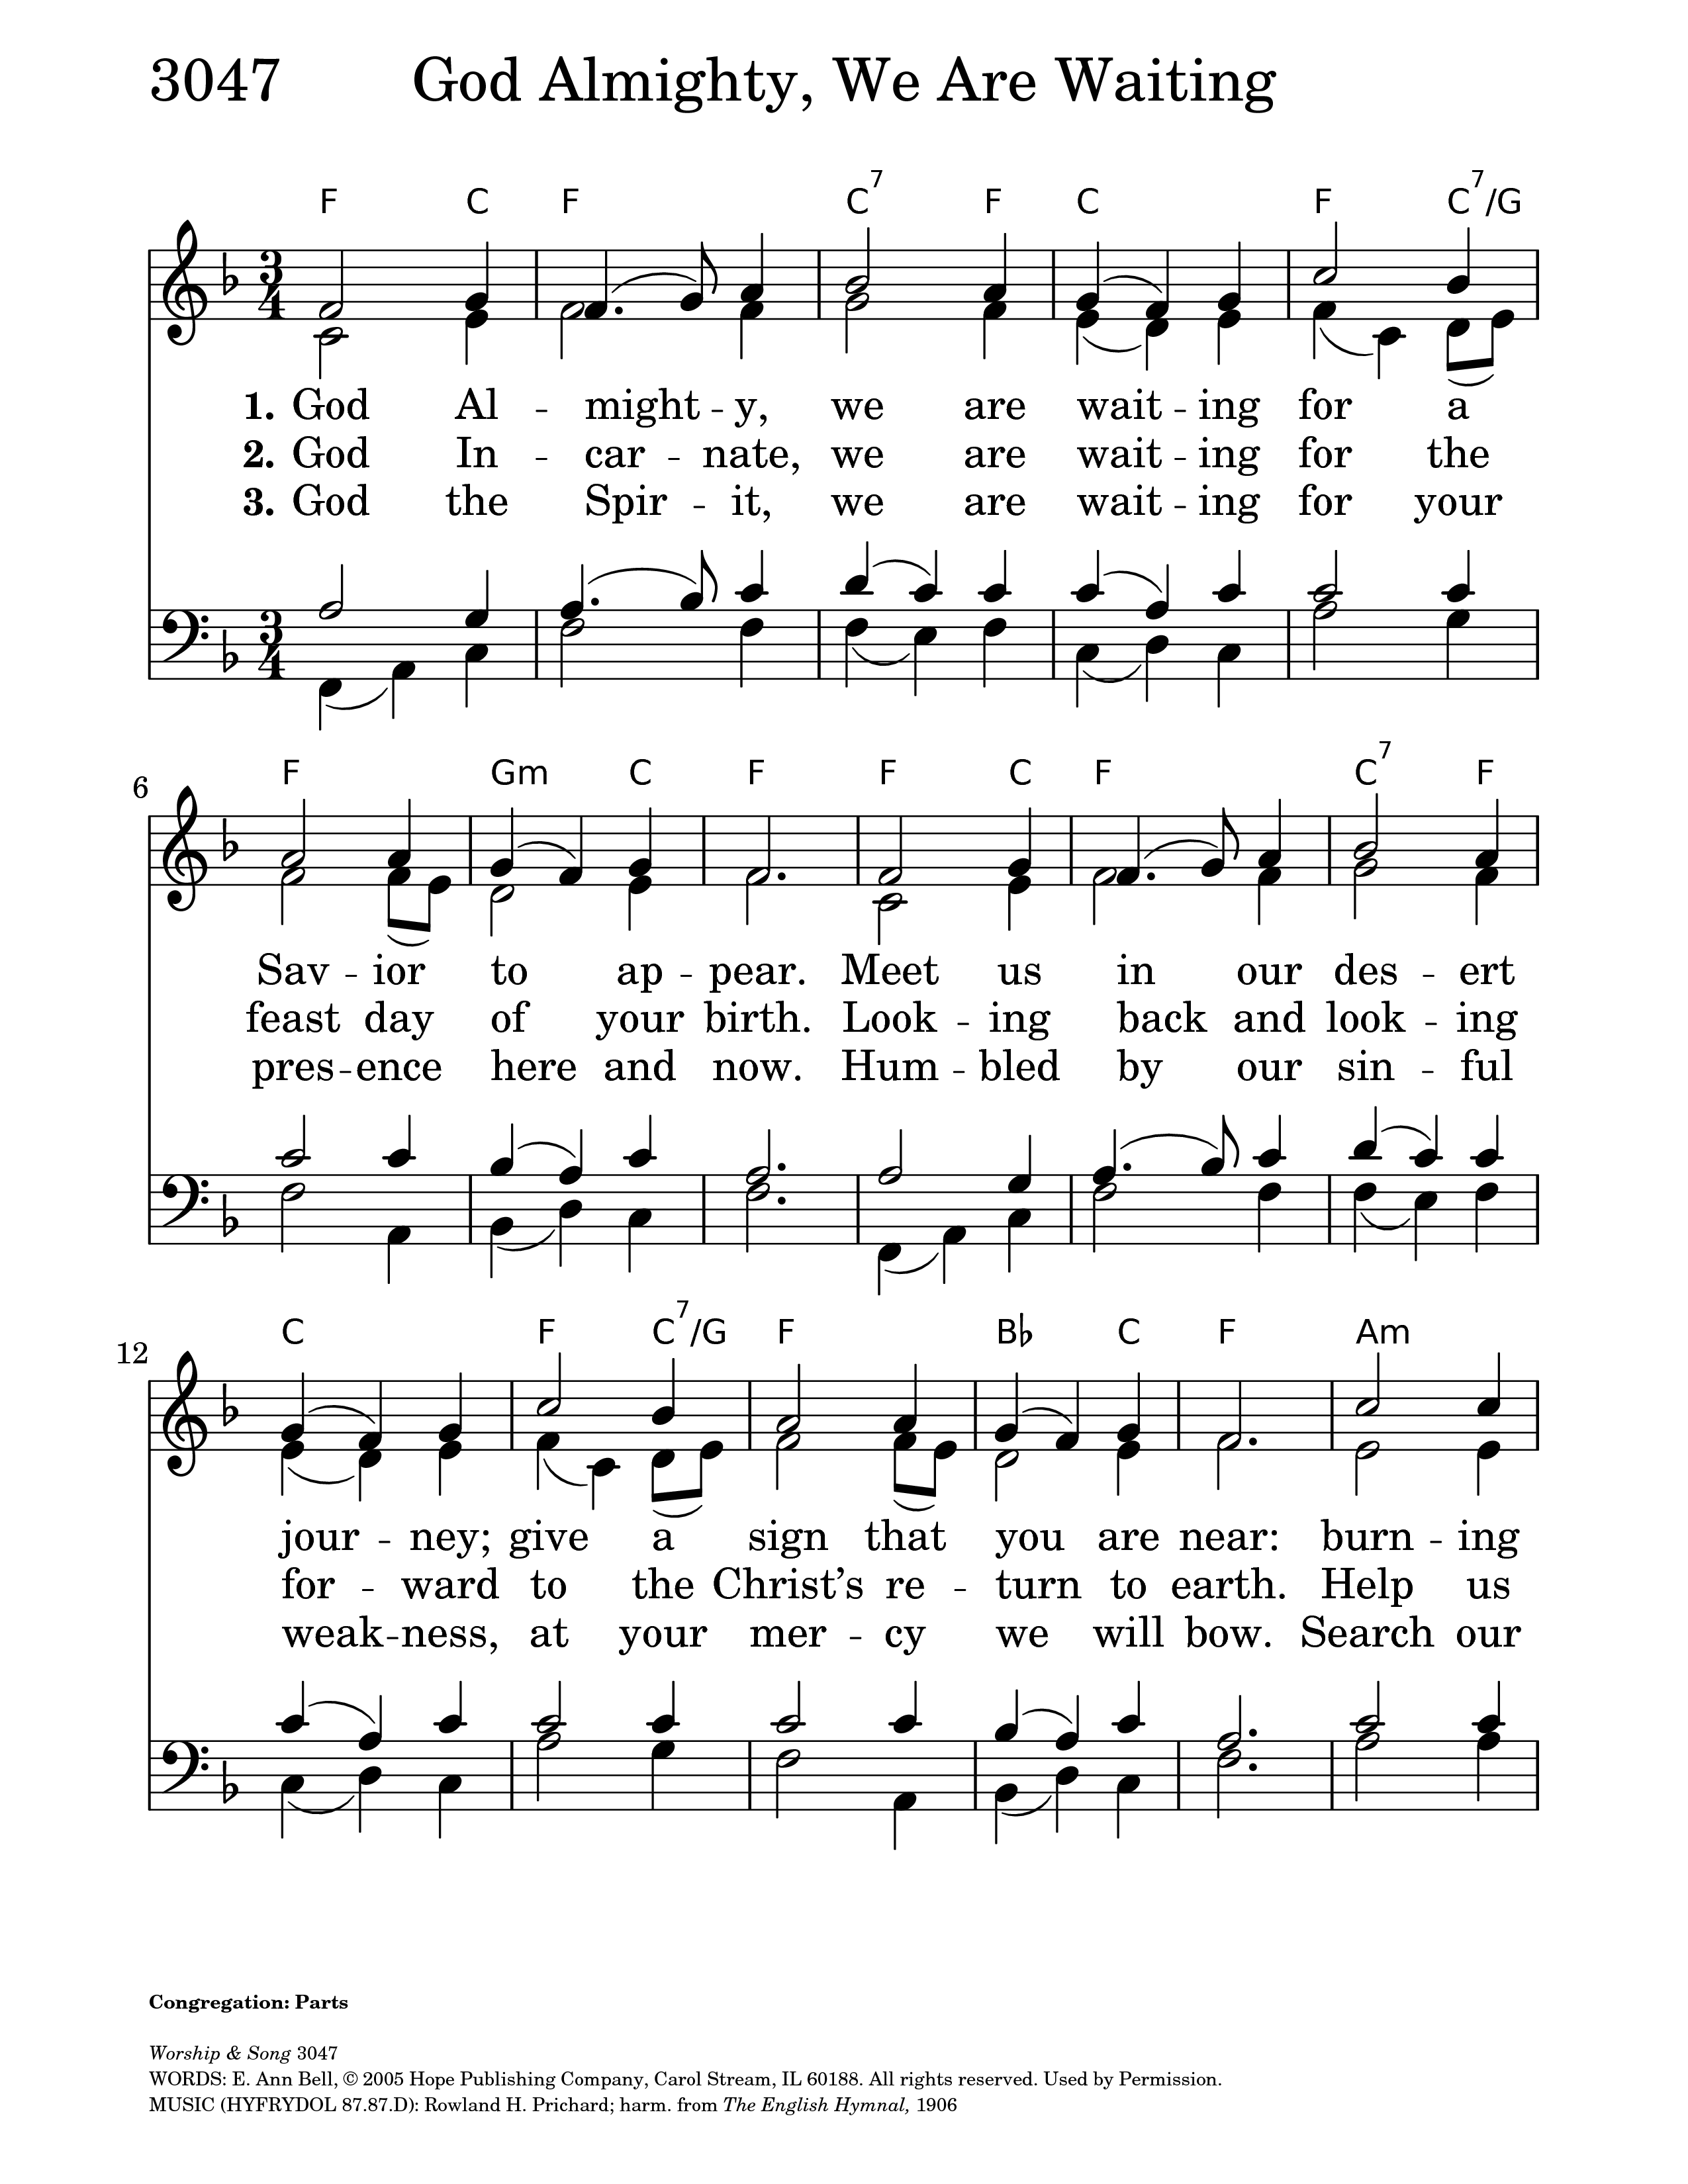 3047 God Almighty, We Are Waiting
F C F C7 F C F C7/G
3
4
1. God Al -- might -- y, we are wait -- ing for a
2. God In -- car -- nate, we are wait -- ing for the
3. God the Spir -- it, we are wait -- ing for your
3
4
F Gm C F F C F C7 F
6
Sav -- ior to ap -- pear. Meet us in our des -- ert
feast day of your birth. Look -- ing back and look -- ing
pres -- ence here and now. Hum -- bled by our sin -- ful
C F C7/G F B♭ C F Am
12
jour -- ney; give a sign that you are near: burn -- ing
for -- ward to the Christ’s re -- turn to earth. Help us
weak -- ness, at your mer -- cy we will bow. Search our
Congregation: Parts
Worship & Song 3047
WORDS: E. Ann Bell, © 2005 Hope Publishing Company, Carol Stream, IL 60188. All rights reserved. Used by Permission.
MUSIC (HYFRYDOL 87.87.D): Rowland H. Prichard; harm. from The English Hymnal, 1906